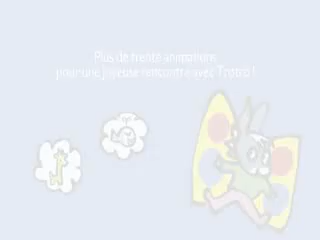 Plus de trente animations
pour une joyeuse rencontre avec Trotro !